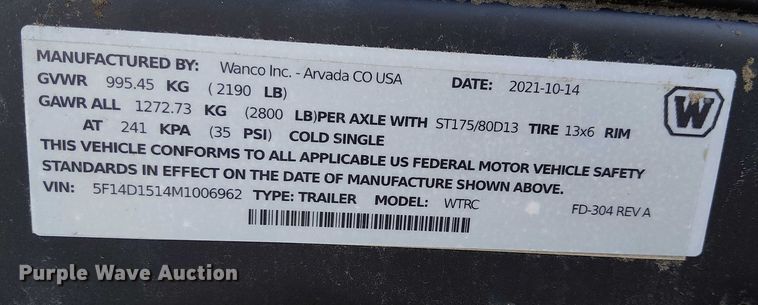 MANUFACTURED BY: Wanco Inc. - Arvada CO USA DATE: 2021-10-14
GVWR 995.45 KG (2190 LB)
GAWR ALL 1272.73 KG (2800 LB)PER AXLE WITH ST175/80D13 TIRE 13x6 RIM
AT 241 KPA (35 PSI) COLD SINGLE
THIS VEHICLE CONFORMS TO ALL APPLICABLE US FEDERAL MOTOR VEHICLE SAFETY
STANDARDS IN EFFECT ON THE DATE OF MANUFACTURE SHOWN ABOVE.
VIN: 5F14D1514M1006962 TYPE: TRAILER MODEL: WTRC
FD-304 REV A
W
Purple Wave Auction